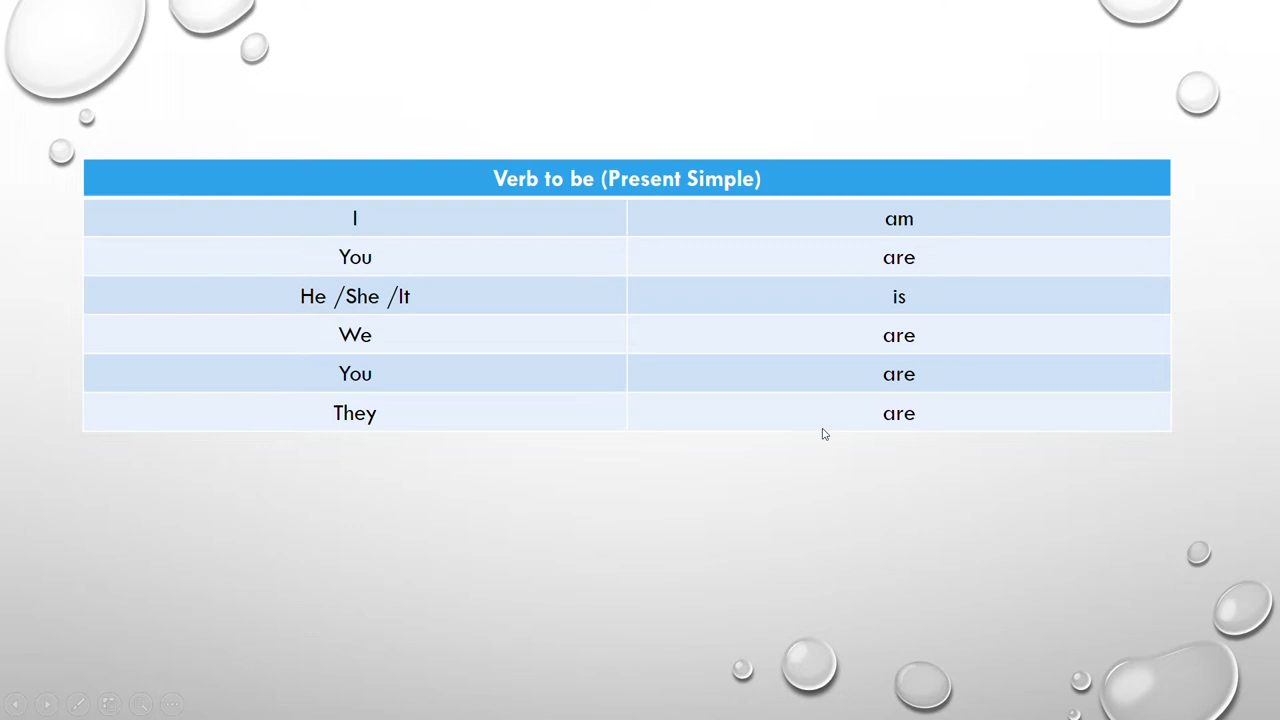 Verb to be (Present Simple)
I am
You are
He /She /It is
We are
You are
They are